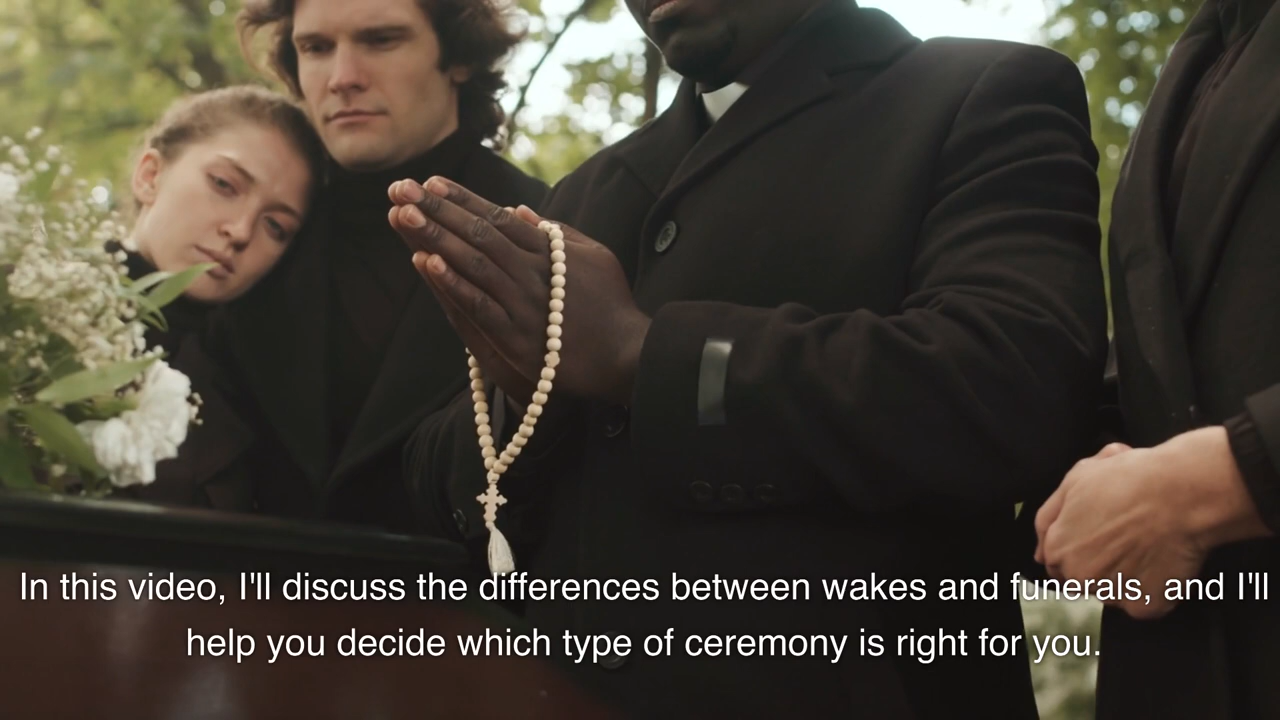 In this video, I'll discuss the differences between wakes and funerals, and I'll
help you decide which type of ceremony is right for you.